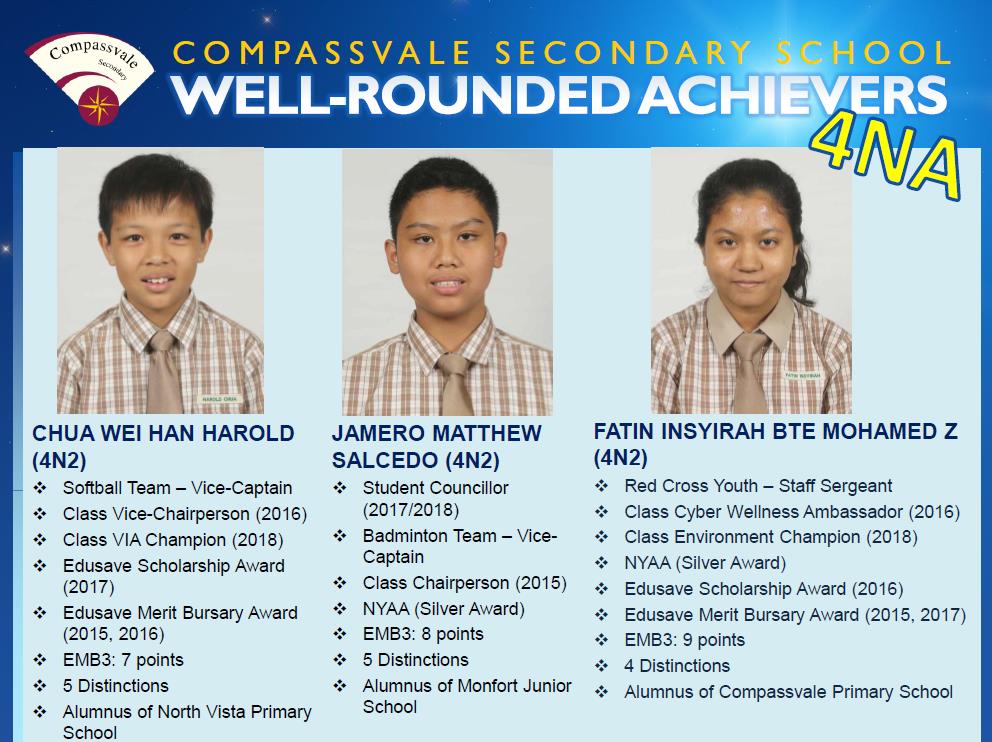 Compassvale
Secondary
COMPASSVALE SECONDARY SCHOOL
WELL-ROUNDED ACHIEVERS
4NA
HAROLD CHUA
FATIN INSYIRAH
CHUA WEI HAN HAROLD
(4N2)
❖ Softball Team – Vice-Captain
❖ Class Vice-Chairperson (2016)
❖ Class VIA Champion (2018)
❖ Edusave Scholarship Award
(2017)
❖ Edusave Merit Bursary Award
(2015, 2016)
❖ EMB3: 7 points
❖ 5 Distinctions
❖ Alumnus of North Vista Primary
School
JAMERO MATTHEW
SALCEDO (4N2)
❖ Student Councillor
(2017/2018)
❖ Badminton Team – Vice-
Captain
❖ Class Chairperson (2015)
❖ NYAA (Silver Award)
❖ EMB3: 8 points
❖ 5 Distinctions
❖ Alumnus of Monfort Junior
School
FATIN INSYIRAH BTE MOHAMED Z
(4N2)
❖ Red Cross Youth – Staff Sergeant
❖ Class Cyber Wellness Ambassador (2016)
❖ Class Environment Champion (2018)
❖ NYAA (Silver Award)
❖ Edusave Scholarship Award (2016)
❖ Edusave Merit Bursary Award (2015, 2017)
❖ EMB3: 9 points
❖ 4 Distinctions
❖ Alumnus of Compassvale Primary School